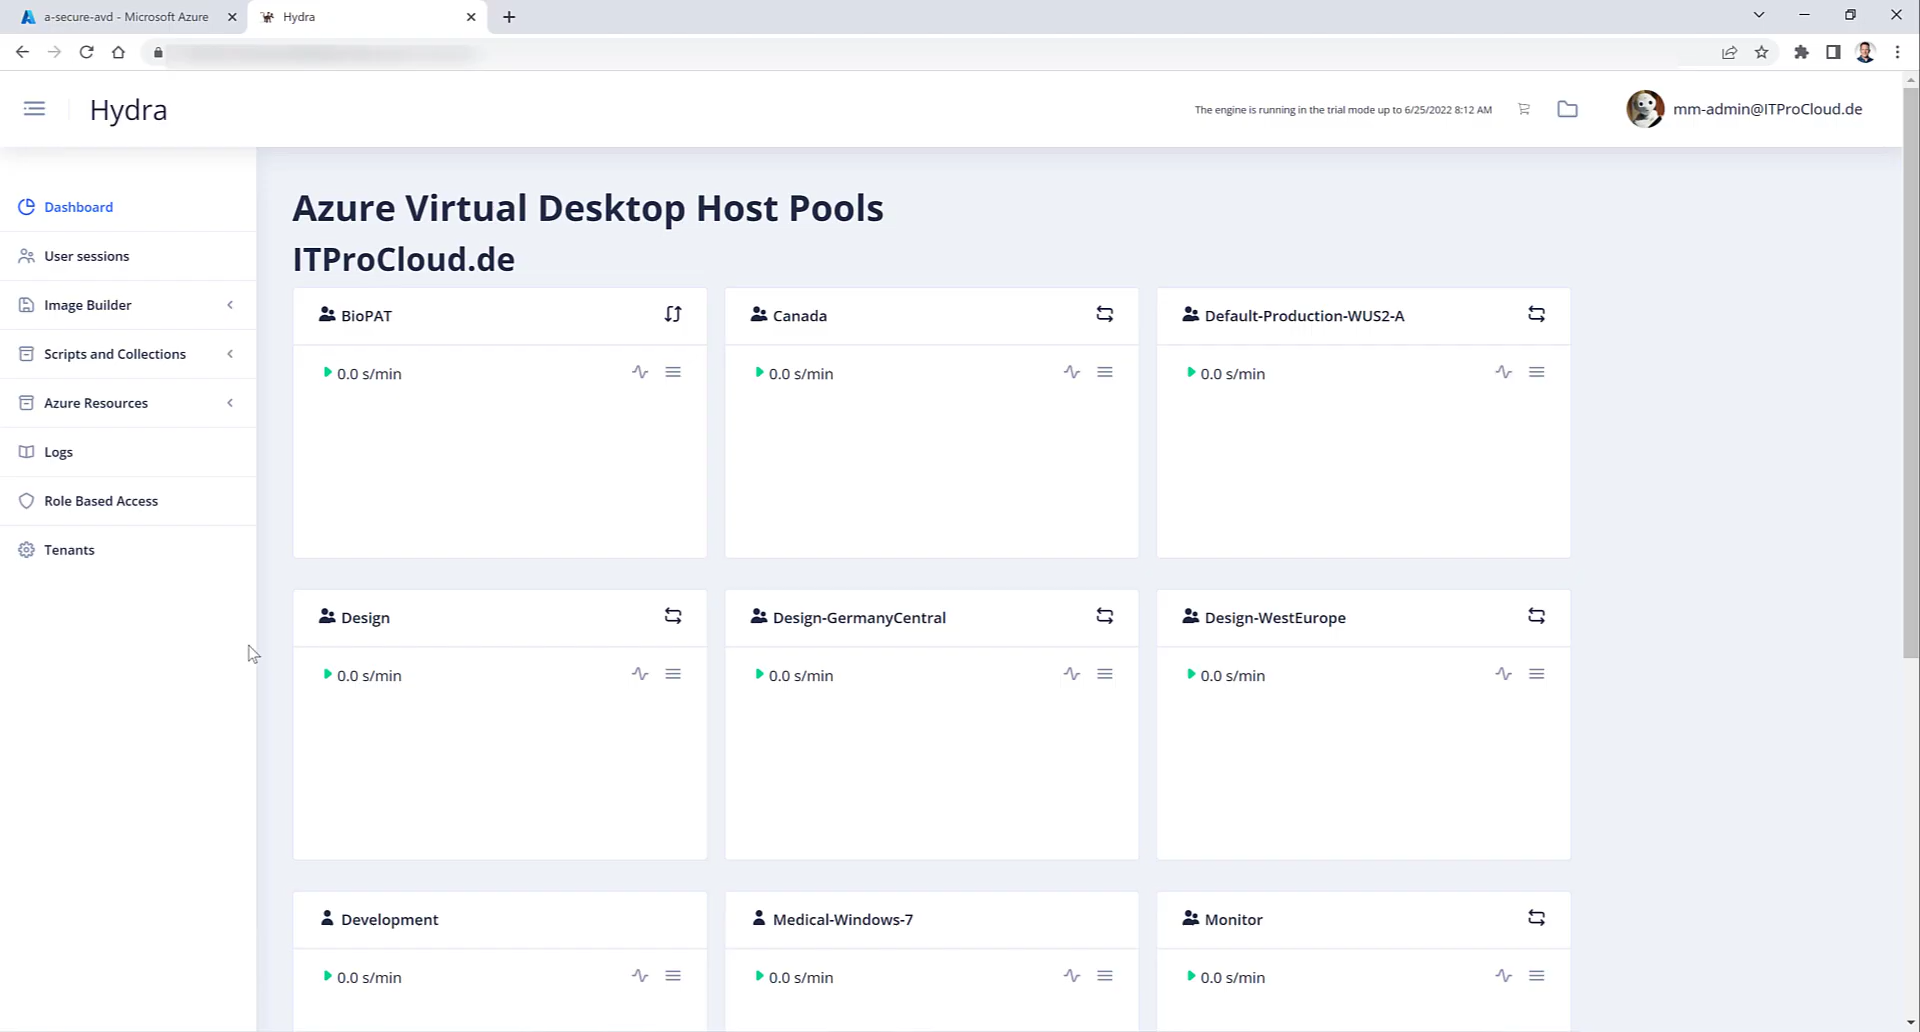 a-secure-avd - Microsoft Azure
Hydra
Hydra
The engine is running in the trial mode up to 6/25/2022 8:12 AM
mm-admin@ITProCloud.de
Dashboard
User sessions
Image Builder
Scripts and Collections
Azure Resources
Logs
Role Based Access
Tenants
Azure Virtual Desktop Host Pools
ITProCloud.de
BioPAT
0.0 s/min
Canada
0.0 s/min
Default-Production-WUS2-A
0.0 s/min
Design
0.0 s/min
Design-GermanyCentral
0.0 s/min
Design-WestEurope
0.0 s/min
Development
0.0 s/min
Medical-Windows-7
0.0 s/min
Monitor
0.0 s/min